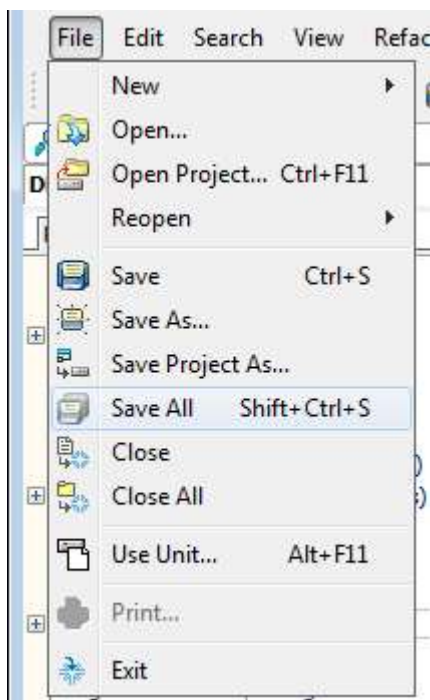 File Edit Search View Refac
New
Open...
Open Project... Ctrl+F11
Reopen
Save Ctrl+S
Save As...
Save Project As...
Save All Shift+Ctrl+S
Close
Close All
Use Unit... Alt+F11
Print...
Exit